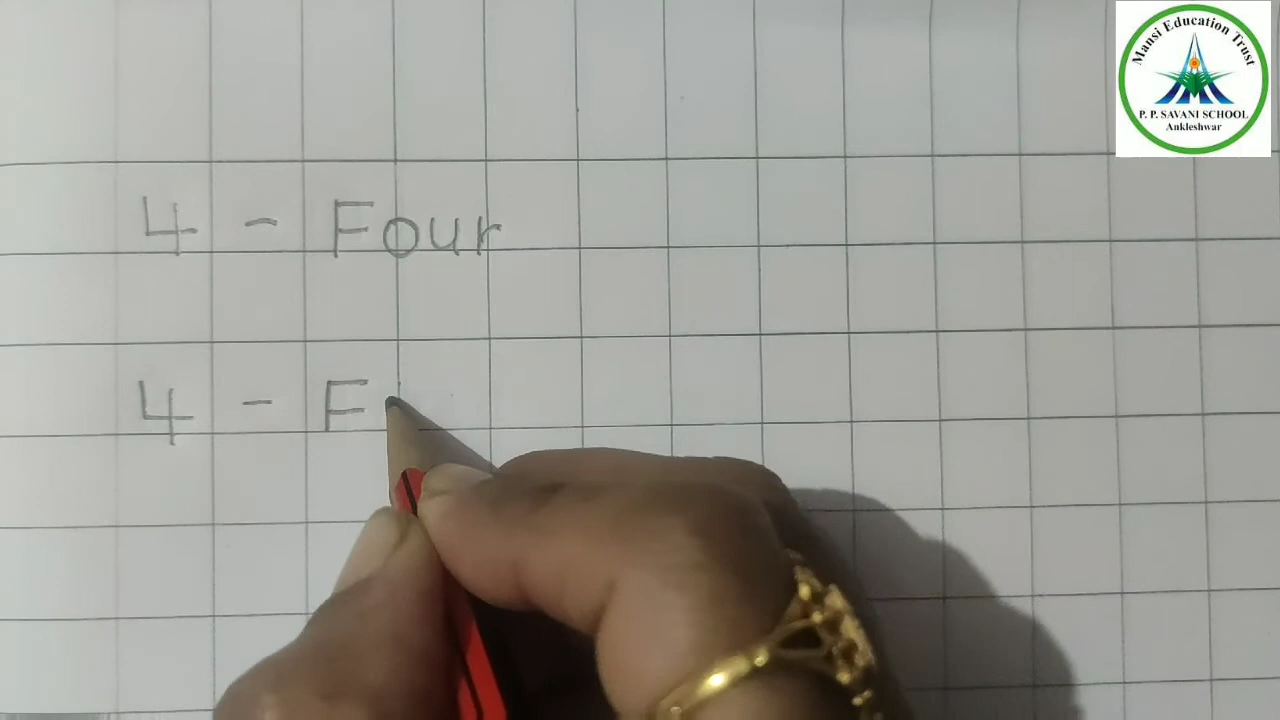 Mansi Education Trust
P. P. SAVANI SCHOOL
Ankleshwar
4 - Four
4 - F